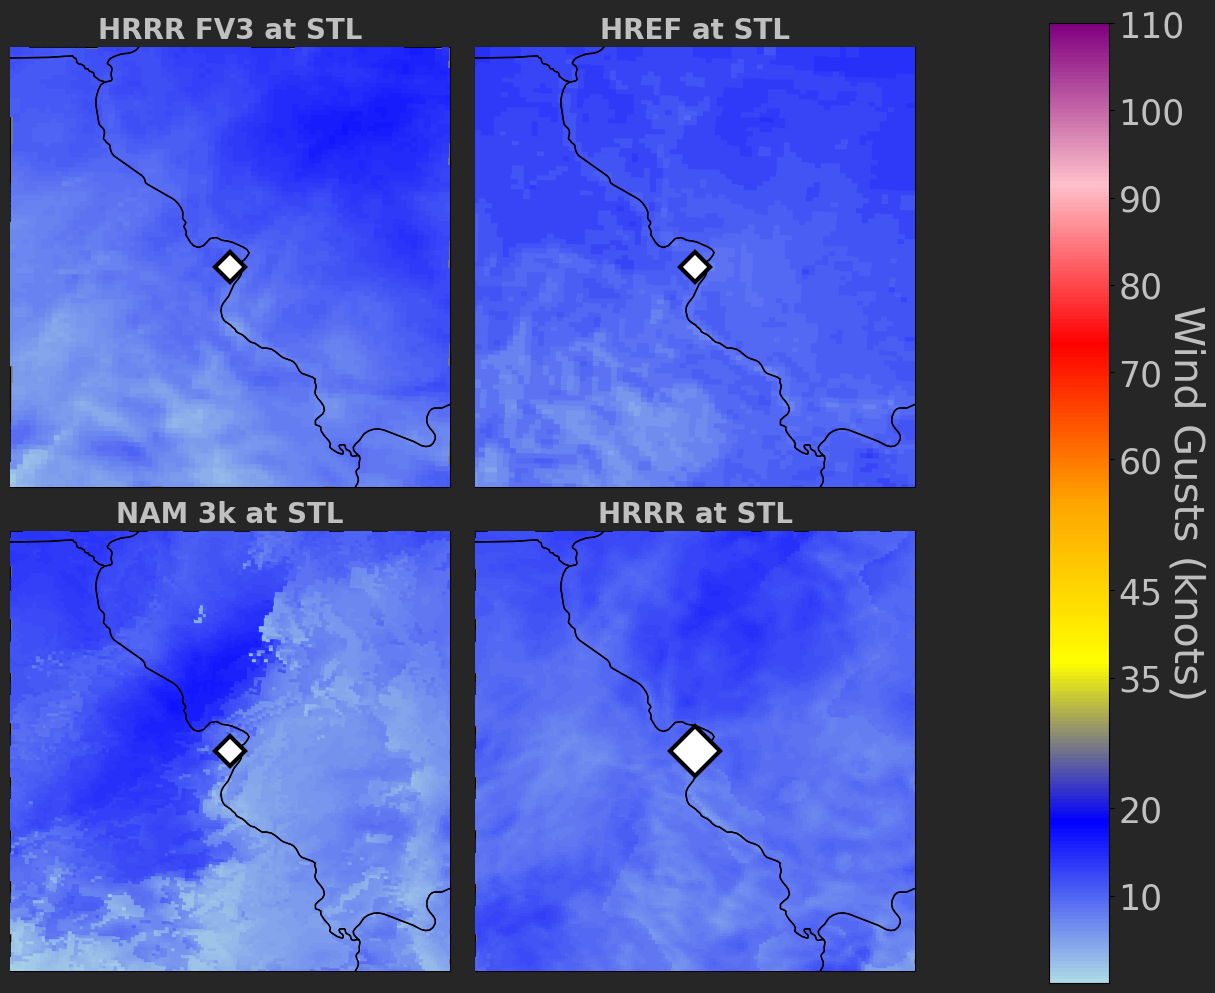 HRRR FV3 at STL
HREF at STL
NAM 3k at STL
HRRR at STL
110
100
90
80
70
60
45
35
20
10
Wind Gusts (knots)